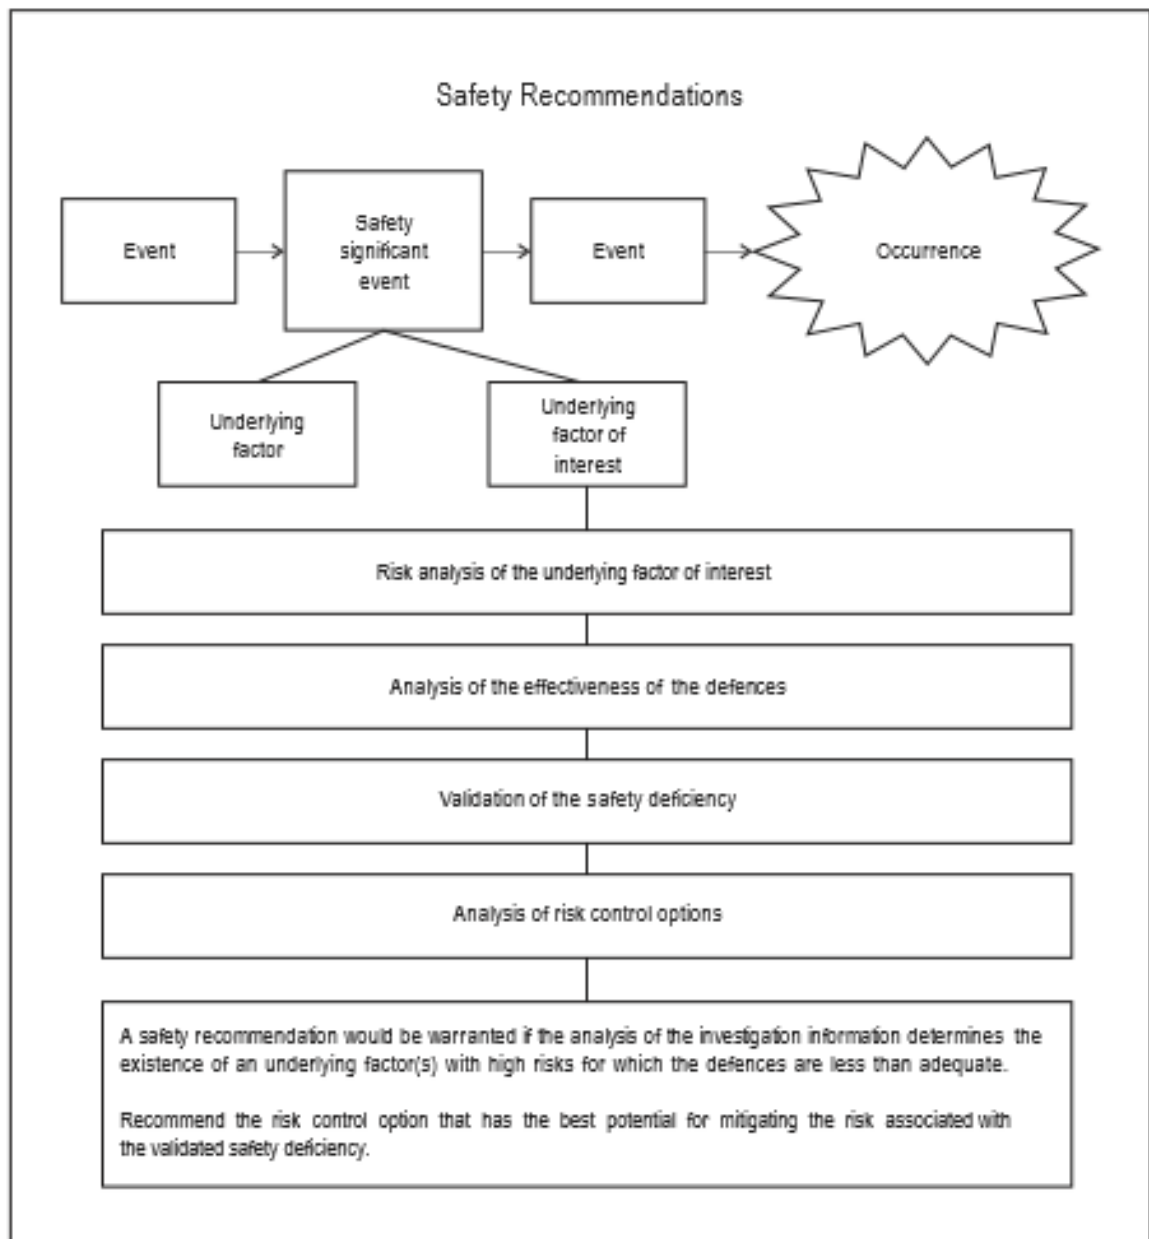 Safety Recommendations
Event
Safety
significant
event
Event
Occurrence
Underlying
factor
Underlying
factor of
interest
Risk analysis of the underlying factor of interest
Analysis of the effectiveness of the defences
Validation of the safety deficiency
Analysis of risk control options
A safety recommendation would be warranted if the analysis of the investigation information determines the
existence of an underlying factor(s) with high risks for which the defences are less than adequate.
Recommend the risk control option that has the best potential for mitigating the risk associated with
the validated safety deficiency.